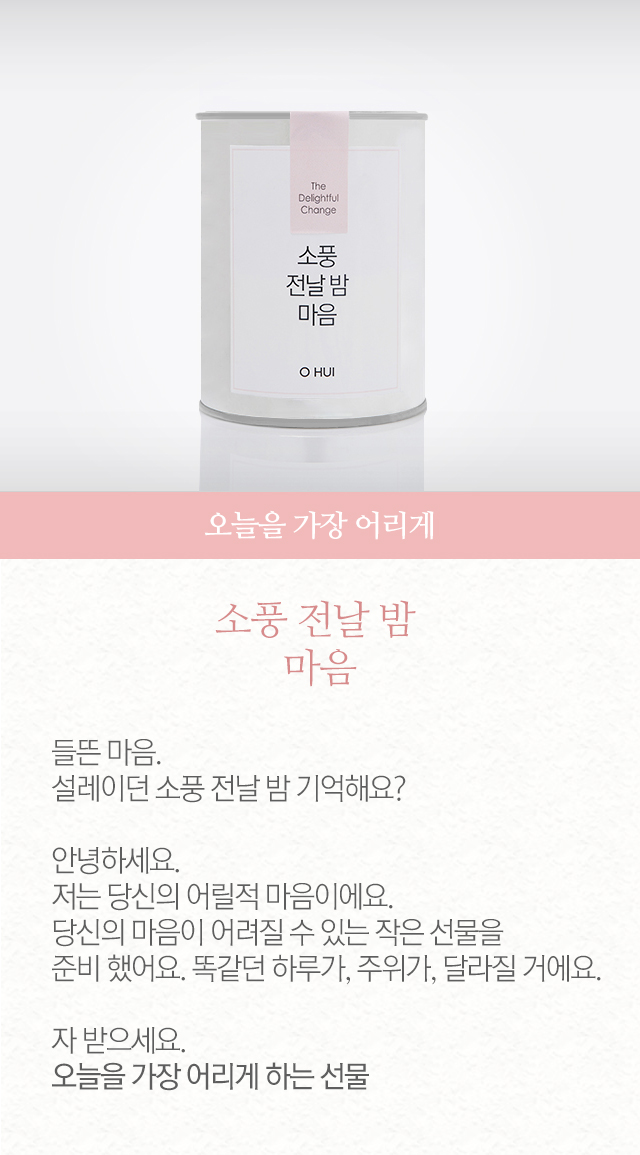 The
Delightful
Change
소풍
전날 밤
마음
O HUI
오늘을 가장 어리게
소풍 전날 밤
마음
들뜬 마음.
설레이던 소풍 전날 밤 기억해요?
안녕하세요.
저는 당신의 어릴적 마음이에요.
당신의 마음이 어려질 수 있는 작은 선물을
준비 했어요. 똑같던 하루가, 주위가, 달라질 거에요.
자 받으세요.
오늘을 가장 어리게 하는 선물